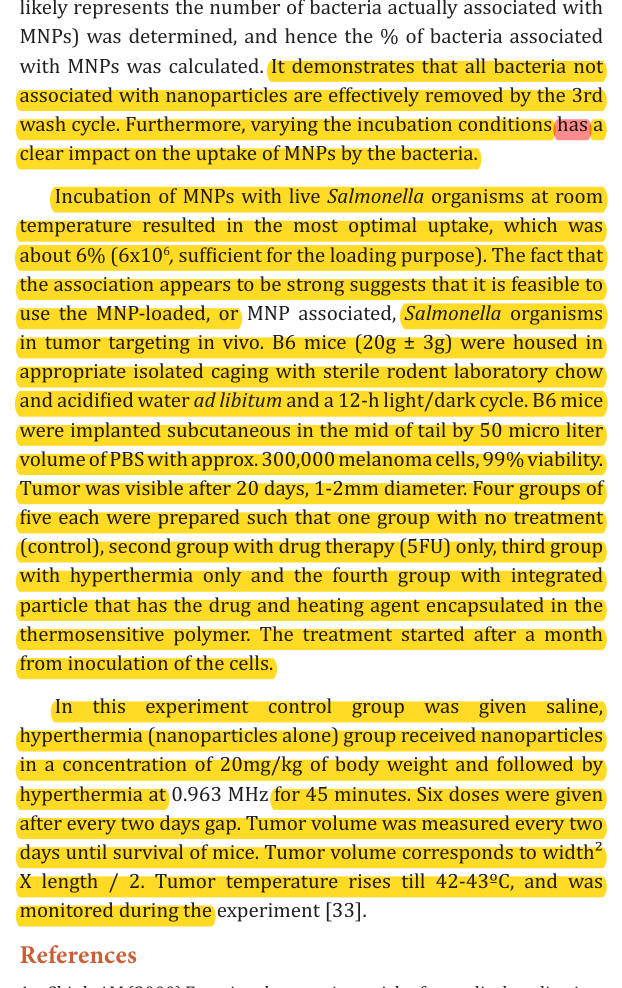 likely represents the number of bacteria actually associated with
MNPs) was determined, and hence the % of bacteria associated
with MNPs was calculated. It demonstrates that all bacteria not
associated with nanoparticles are effectively removed by the 3rd
wash cycle. Furthermore, varying the incubation conditions has a
clear impact on the uptake of MNPs by the bacteria.
Incubation of MNPs with live Salmonella organisms at room
temperature resulted in the most optimal uptake, which was
about 6% (6x10⁶, sufficient for the loading purpose). The fact that
the association appears to be strong suggests that it is feasible to
use the MNP-loaded, or MNP associated, Salmonella organisms
in tumor targeting in vivo. B6 mice (20g ± 3g) were housed in
appropriate isolated caging with sterile rodent laboratory chow
and acidified water ad libitum and a 12-h light/dark cycle. B6 mice
were implanted subcutaneous in the mid of tail by 50 micro liter
volume of PBS with approx. 300,000 melanoma cells, 99% viability.
Tumor was visible after 20 days, 1-2mm diameter. Four groups of
five each were prepared such that one group with no treatment
(control), second group with drug therapy (5FU) only, third group
with hyperthermia only and the fourth group with integrated
particle that has the drug and heating agent encapsulated in the
thermosensitive polymer. The treatment started after a month
from inoculation of the cells.
In this experiment control group was given saline,
hyperthermia (nanoparticles alone) group received nanoparticles
in a concentration of 20mg/kg of body weight and followed by
hyperthermia at 0.963 MHz for 45 minutes. Six doses were given
after every two days gap. Tumor volume was measured every two
days until survival of mice. Tumor volume corresponds to width²
X length / 2. Tumor temperature rises till 42-43ºC, and was
monitored during the experiment [33].
References